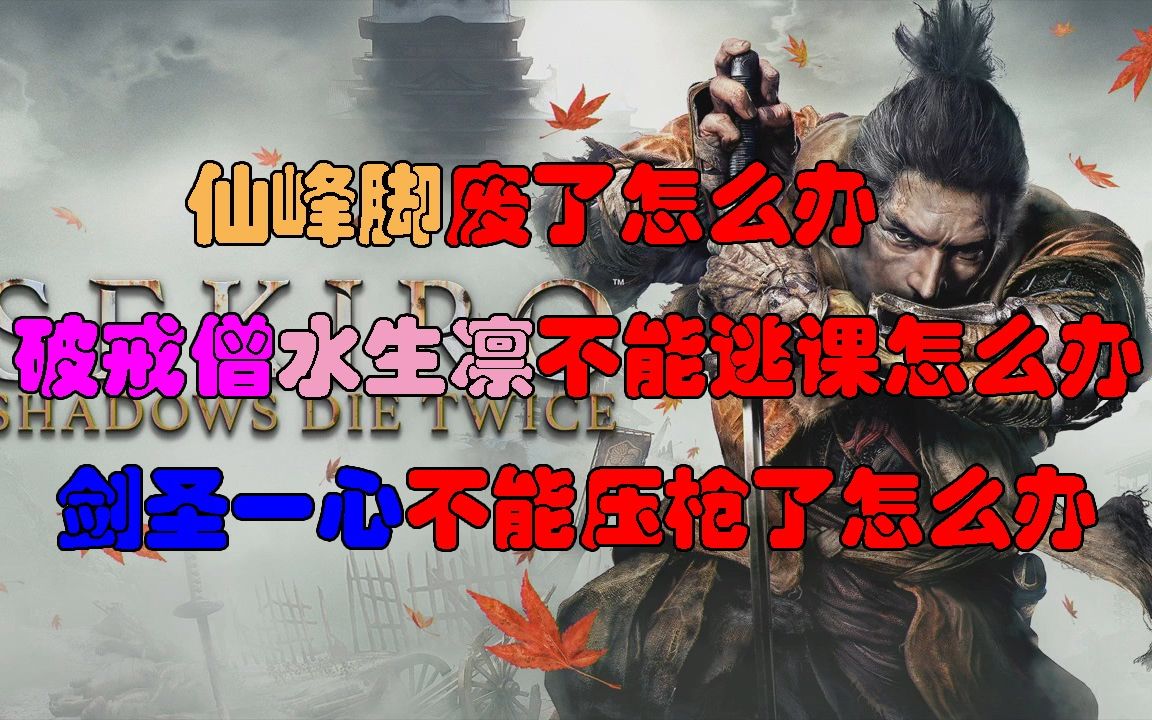 仙峰脚废了怎么办
SEKIRO™
破戒僧水生凛不能逃课怎么办
SHADOWS DIE TWICE
剑圣一心不能压枪了怎么办